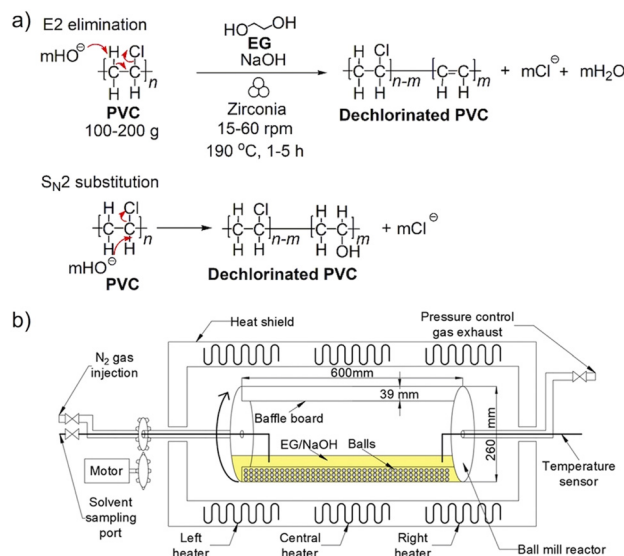 a)
E2 elimination
mHO⊖
H Cl
[C–C]n
H H
PVC
100-200 g
HO OH
EG
NaOH
Zirconia
15-60 rpm
190 °C, 1-5 h
H Cl
[C–C]n-m
H H
H H
[C=C]m
+ mCl⊖ + mH2O
Dechlorinated PVC
SN2 substitution
H Cl
[C–C]n
H H
mHO⊖
PVC
H Cl
[C–C]n-m
H H
H H
[C–C]m
H OH
+ mCl⊖
Dechlorinated PVC
b)
Heat shield
Pressure control
gas exhaust
N2 gas
injection
600mm
39 mm
Baffle board
260 mm
EG/NaOH
Balls
Motor
Solvent
sampling
port
Temperature
sensor
Left
heater
Central
heater
Right
heater
Ball mill reactor